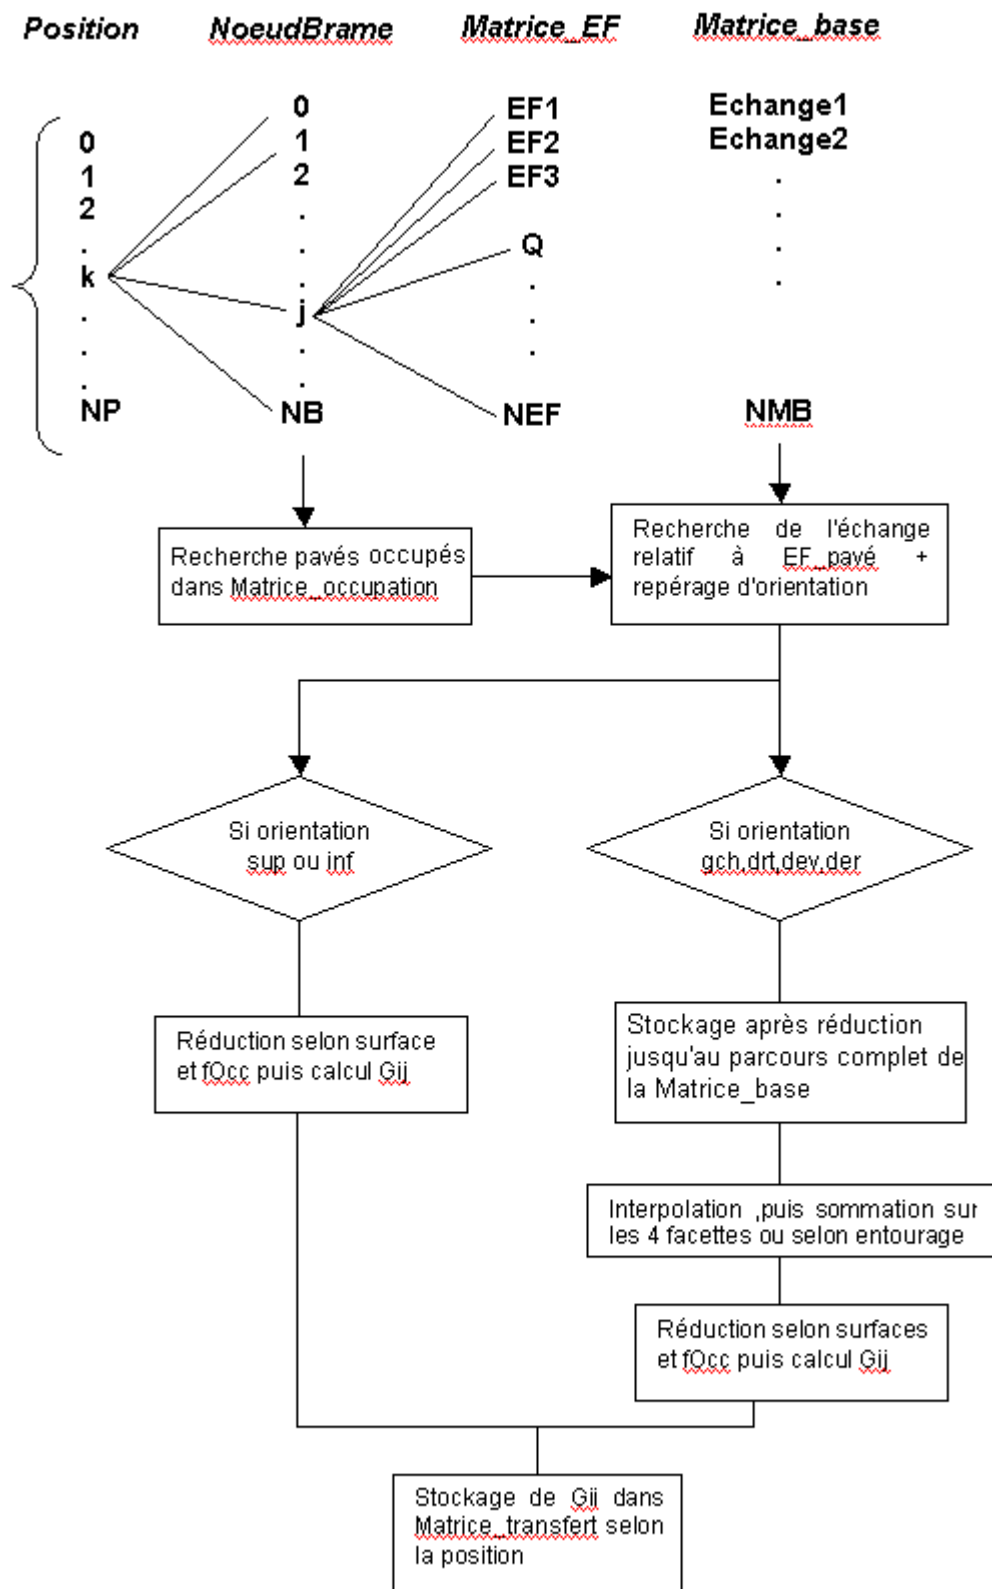 Position NoeudBrame Matrice_EF Matrice_base
0 EF1 Echange1
0 1 EF2 Echange2
1 2 EF3 .
2 . .
. . Q .
k . . .
. j .
. . .
. .
NP NB NEF NMB
Recherche pavés occupés
dans Matrice_occupation
Recherche de l'échange
relatif à EF_pavé +
repérage d'orientation
Si orientation
sup ou inf
Si orientation
gch,drt,dev,der
Réduction selon surface
et fOcc puis calcul Gij
Stockage après réduction
jusqu'au parcours complet de
la Matrice_base
Interpolation ,puis sommation sur
les 4 facettes ou selon entourage
Réduction selon surfaces
et fOcc puis calcul Gij
Stockage de Gij dans
Matrice_transfert selon
la position